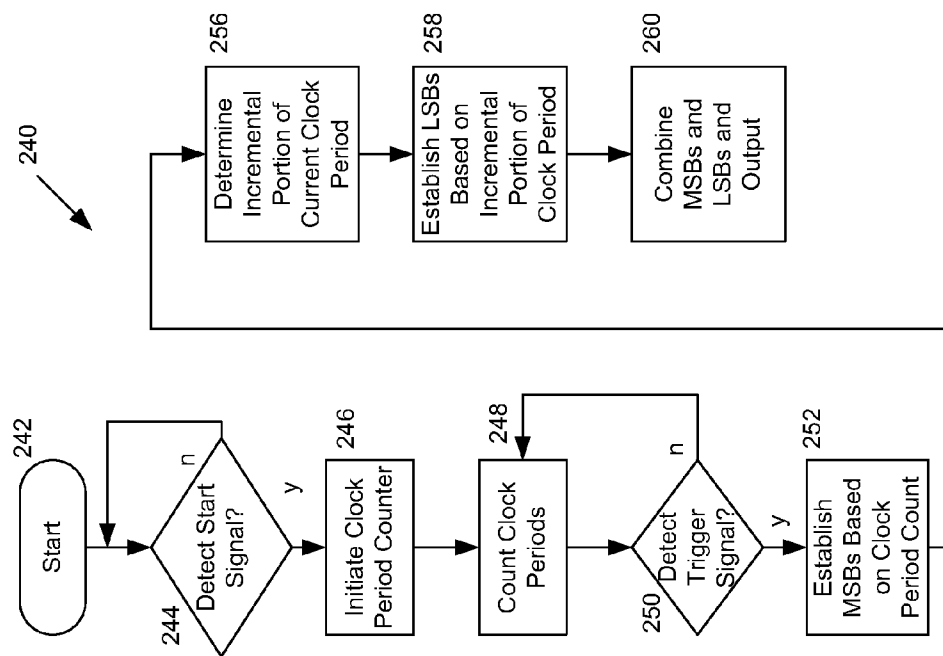 240
242
Start
244
Detect Start
Signal?
n
y
246
Initiate Clock
Period Counter
248
Count Clock
Periods
250
Detect
Trigger
Signal?
n
y
252
Establish
MSBs Based
on Clock
Period Count
256
Determine
Incremental
Portion of
Current Clock
Period
258
Establish LSBs
Based on
Incremental
Portion of
Clock Period
260
Combine
MSBs and
LSBs and
Output